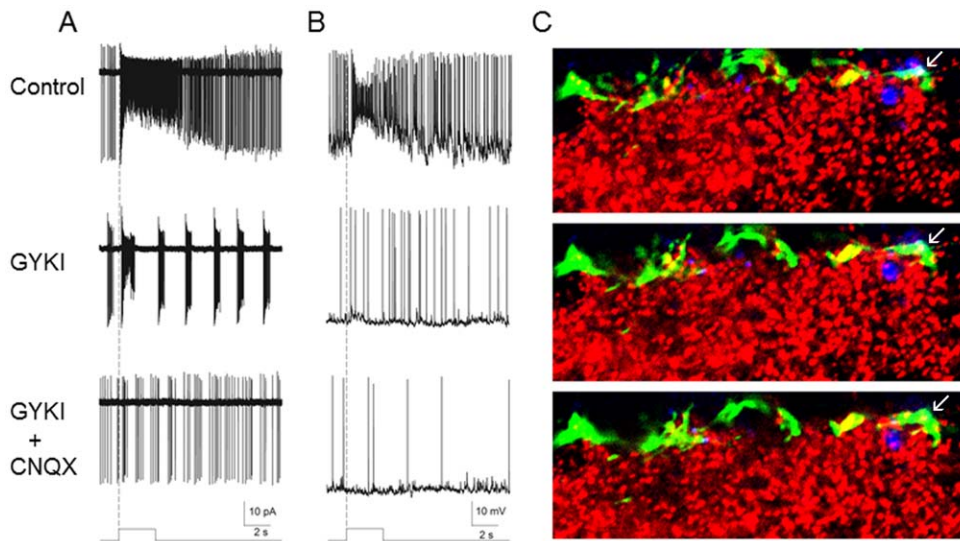 A B C
Control
GYKI
GYKI
+
CNQX
10 pA
2 s
10 mV
2 s